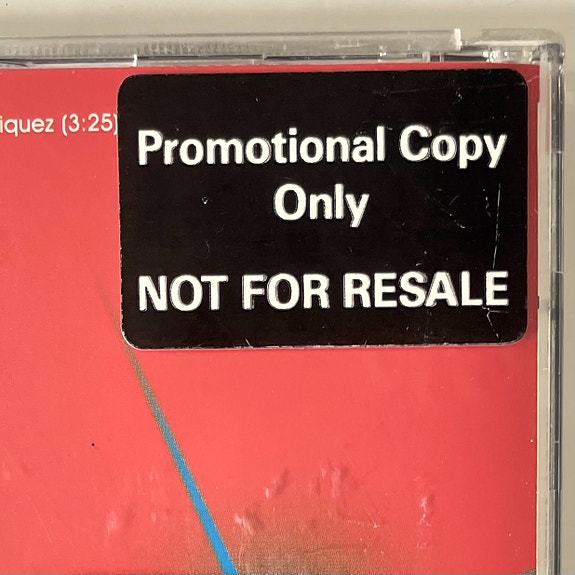 iquez (3:25)
Promotional Copy
Only
NOT FOR RESALE